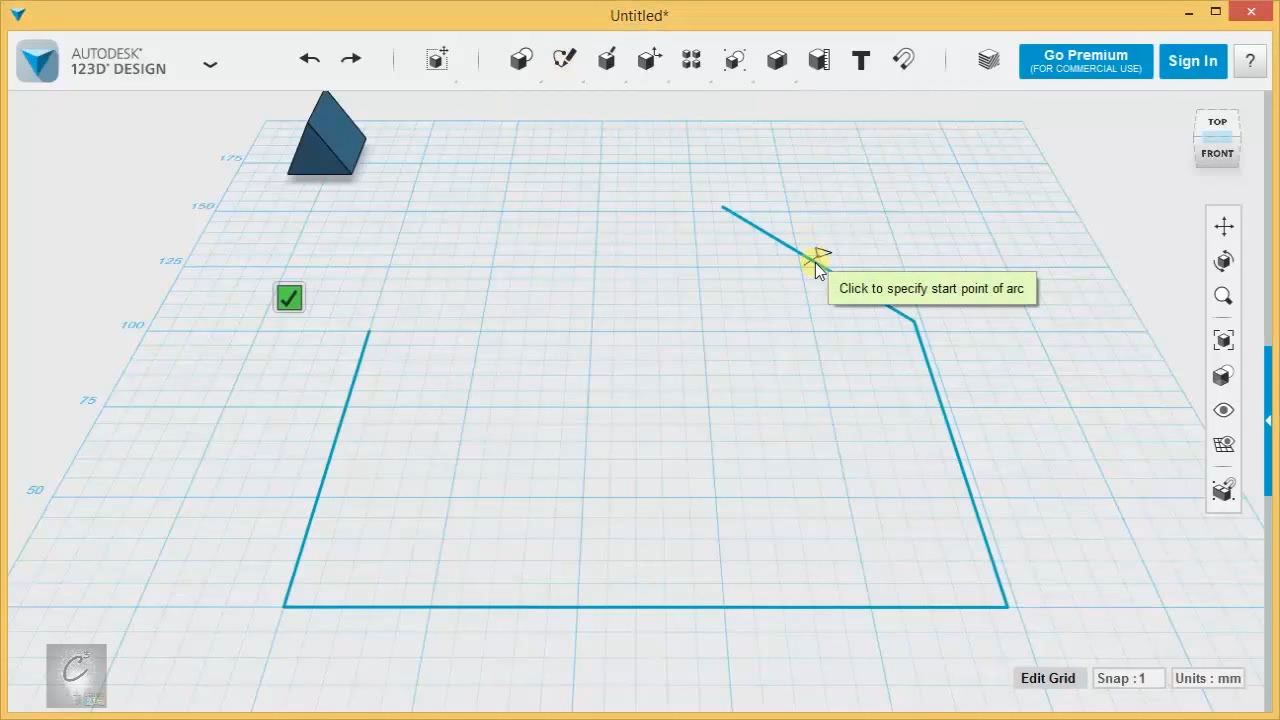 Untitled*
AUTODESK®
123D® DESIGN
Go Premium
(FOR COMMERCIAL USE)
Sign In
?
TOP
FRONT
175
150
125
100
75
50
Click to specify start point of arc
Edit Grid
Snap : 1
Units : mm